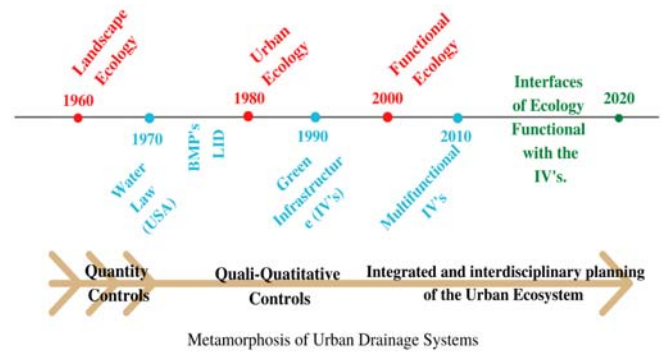 Landscape
Ecology
1960
1970
Water
Law
(USA)
BMP's
LID
Urban
Ecology
1980
1990
Green
Infrastructur
e (IV's)
Functional
Ecology
2000
2010
Multifunctional
IV's
Interfaces
of Ecology
Functional
with the
IV's.
2020
Quantity
Controls
Quali-Quatitative
Controls
Integrated and interdisciplinary planning
of the Urban Ecosystem
Metamorphosis of Urban Drainage Systems